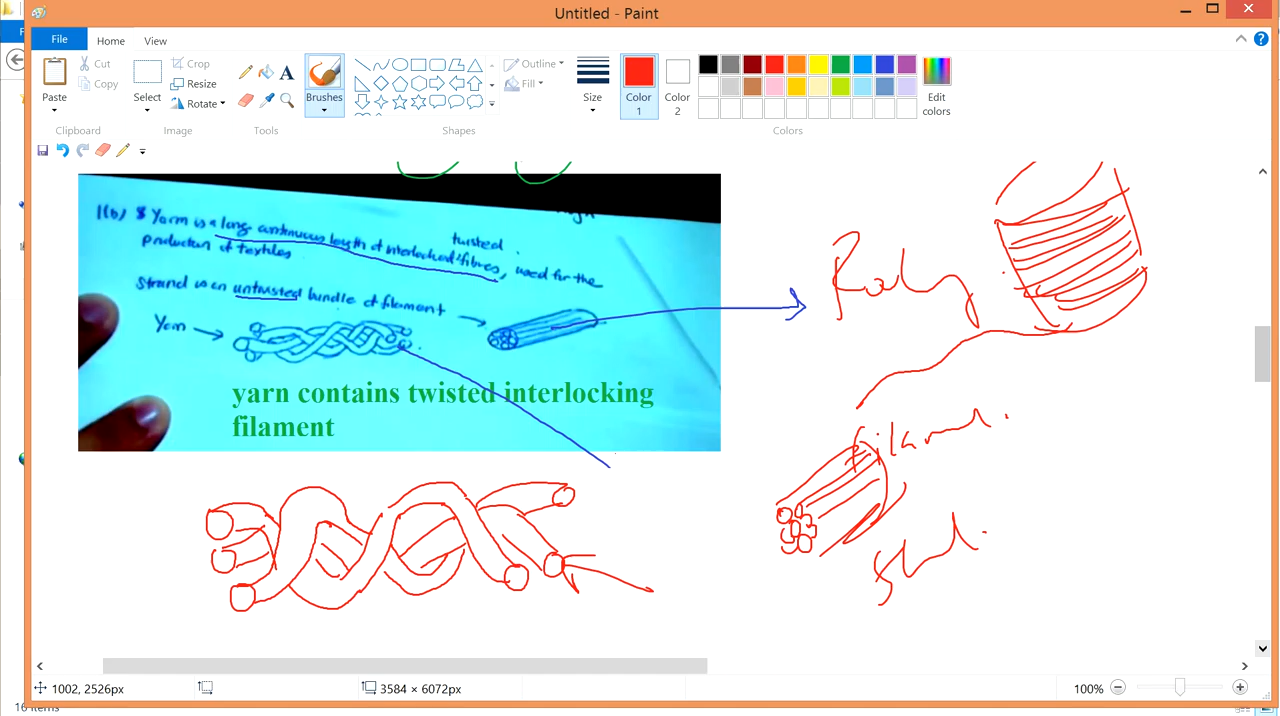 Untitled - Paint
File
Home
View
Paste
Cut
Copy
Clipboard
Select
Crop
Resize
Rotate
Image
Tools
Brushes
Outline
Fill
Shapes
Size
Color
1
Color
2
Edit
colors
Colors
1(b) Yarn is a long continuous length of interlocked twisted fibres, used for the
production of textiles
Strand is an untwisted bundle of filament
Yarn
yarn contains twisted interlocking
filament
1002, 2526px
3584 × 6072px
100%
16 items